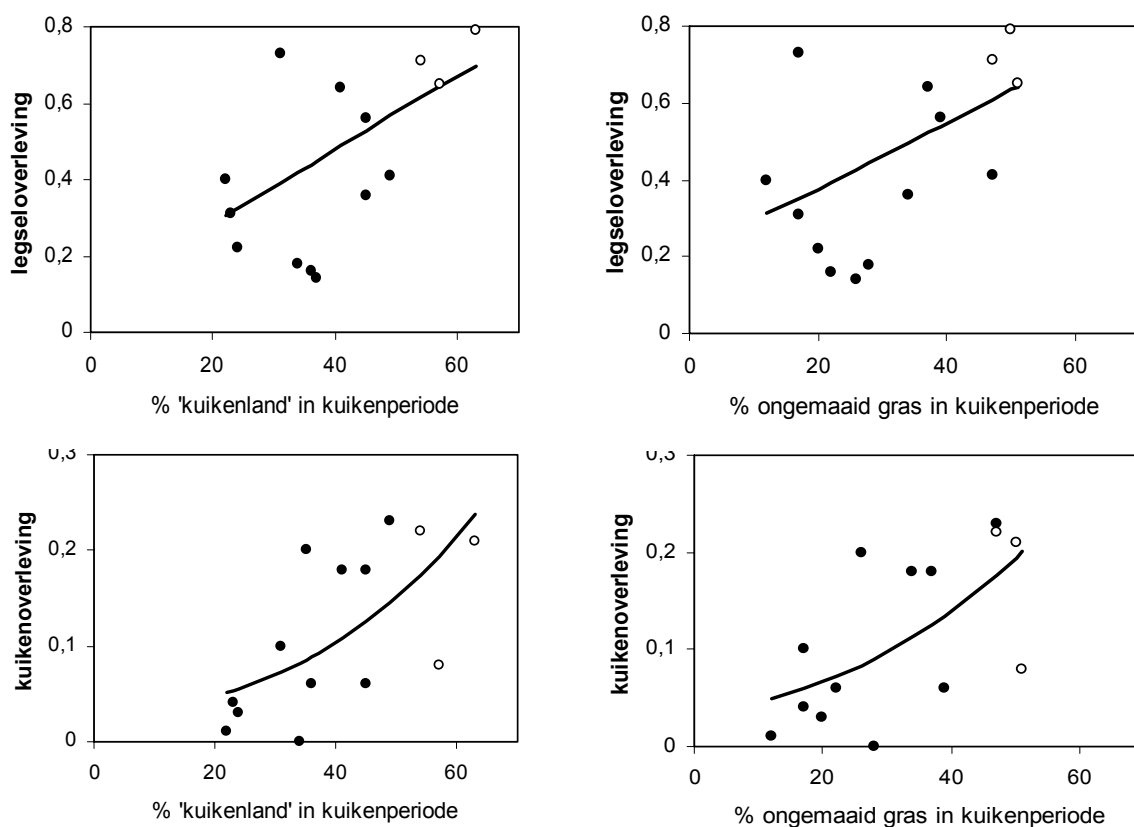 0,8
0,6
0,4
0,2
0
legseloverleving
0 20 40 60
% 'kuikenland' in kuikenperiode
0,8
0,6
0,4
0,2
0
legseloverleving
0 20 40 60
% ongemaaid gras in kuikenperiode
0,3
0,2
0,1
0
kuikenoverleving
0 20 40 60
% 'kuikenland' in kuikenperiode
0,3
0,2
0,1
0
kuikenoverleving
0 20 40 60
% ongemaaid gras in kuikenperiode